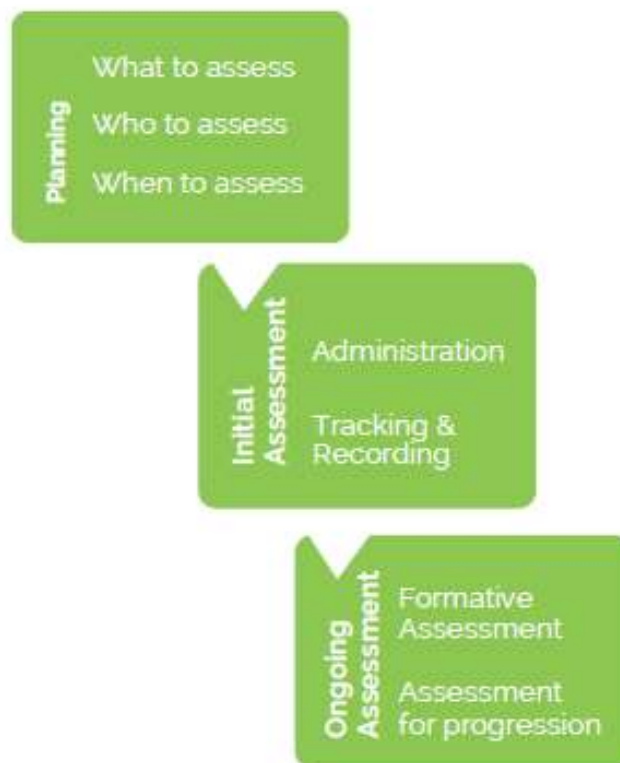 Planning
What to assess
Who to assess
When to assess
Initial
Assessment
Administration
Tracking &
Recording
Ongoing
Assessment
Formative
Assessment
Assessment
for progression